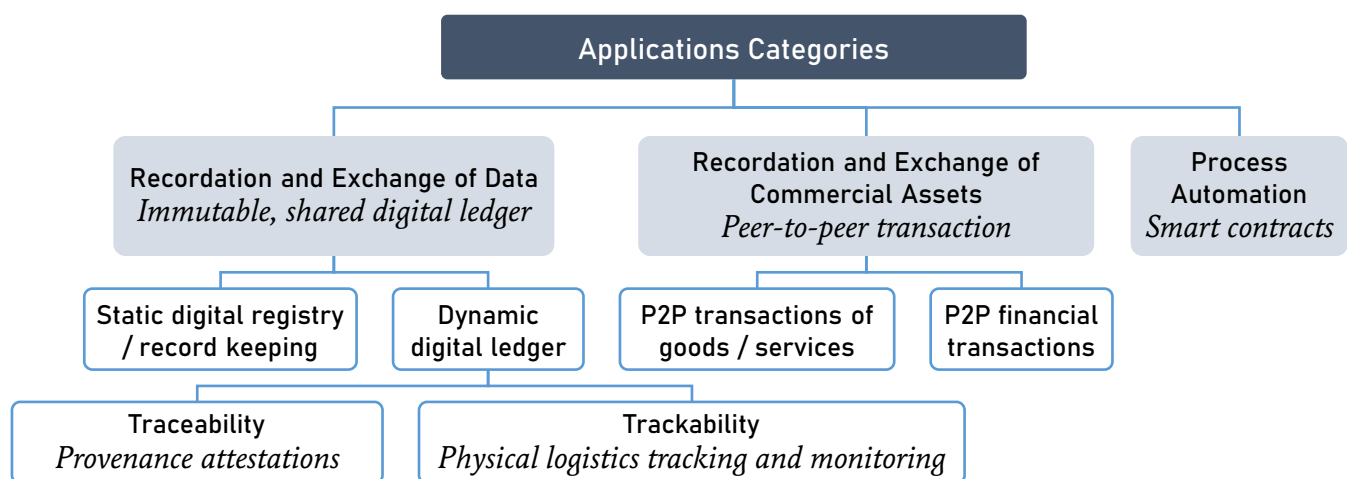 Applications Categories
Recordation and Exchange of Data
Immutable, shared digital ledger
Recordation and Exchange of
Commercial Assets
Peer-to-peer transaction
Process
Automation
Smart contracts
Static digital registry
/ record keeping
Dynamic
digital ledger
P2P transactions of
goods / services
P2P financial
transactions
Traceability
Provenance attestations
Trackability
Physical logistics tracking and monitoring